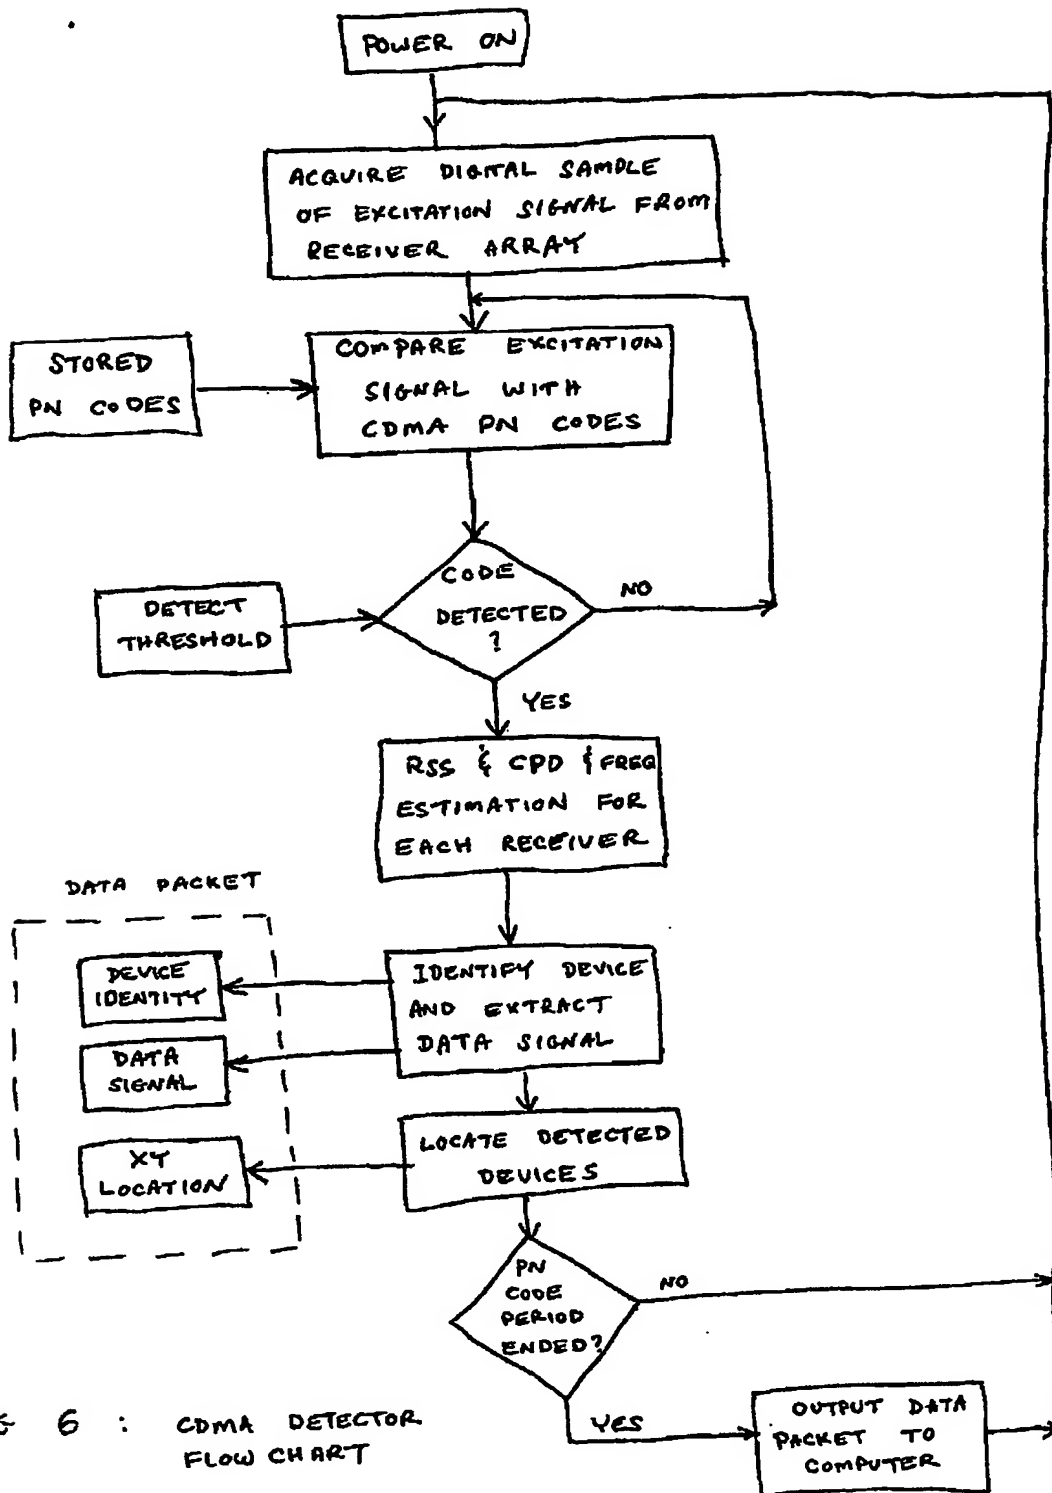 POWER ON
ACQUIRE DIGITAL SAMPLE
OF EXCITATION SIGNAL FROM
RECEIVER ARRAY
STORED
PN CODES
COMPARE EXCITATION
SIGNAL WITH
CDMA PN CODES
DETECT
THRESHOLD
CODE
DETECTED
?
NO
YES
RSS & CPD & FREQ
ESTIMATION FOR
EACH RECEIVER
DATA PACKET
DEVICE
IDENTITY
IDENTIFY DEVICE
AND EXTRACT
DATA SIGNAL
DATA
SIGNAL
XY
LOCATION
LOCATE DETECTED
DEVICES
PN
CODE
PERIOD
ENDED?
NO
YES
OUTPUT DATA
PACKET TO
COMPUTER
6 : CDMA DETECTOR
FLOW CHART